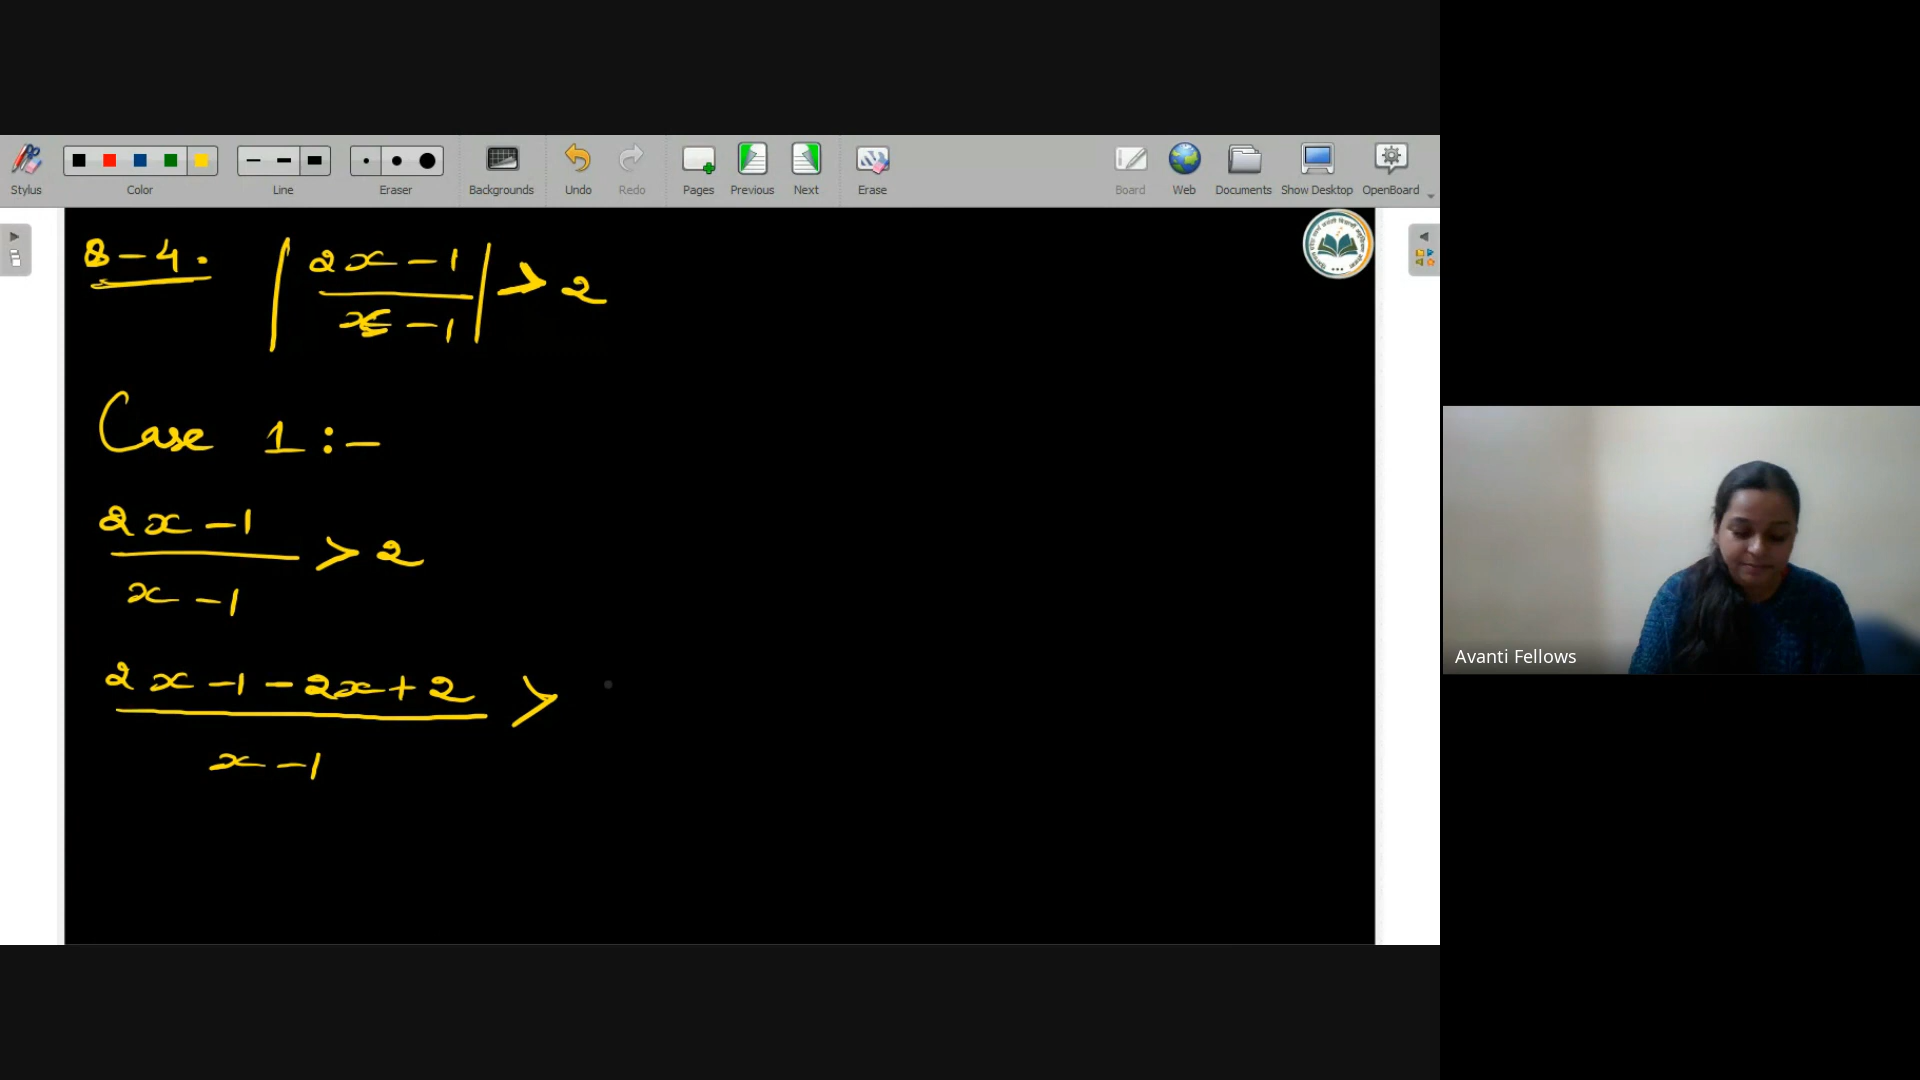 Stylus Color Line Eraser Backgrounds Undo Redo Pages Previous Next Erase Board Web Documents Show Desktop OpenBoard
8-4. |(2x-1)/(x-1)| > 2
Case 1:-
(2x-1)/(x-1) > 2
(2x-1-2x+2)/(x-1) >
Avanti Fellows